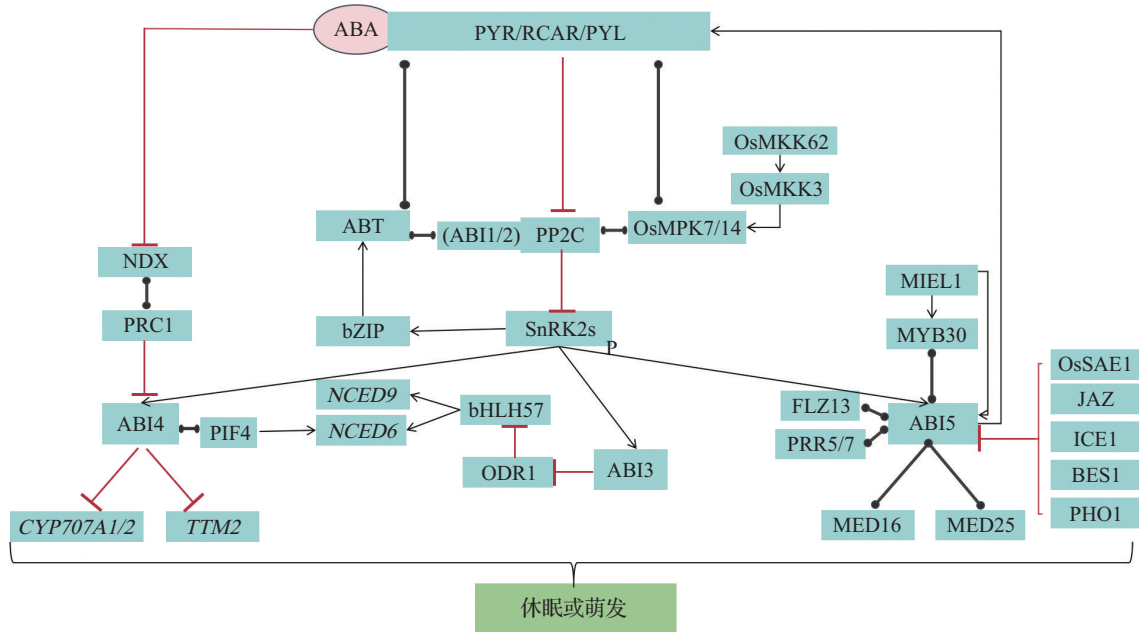 ABA
PYR/RCAR/PYL
OsMKK62
OsMKK3
ABT
(ABI1/2)
PP2C
OsMPK7/14
NDX
MIEL1
PRC1
bZIP
SnRK2s
P
MYB30
OsSAE1
NCED9
bHLH57
FLZ13
JAZ
ABI4
PIF4
NCED6
ABI5
PRR5/7
ICE1
ODR1
ABI3
BES1
CYP707A1/2
TTM2
MED16
MED25
PHO1
休眠或萌发